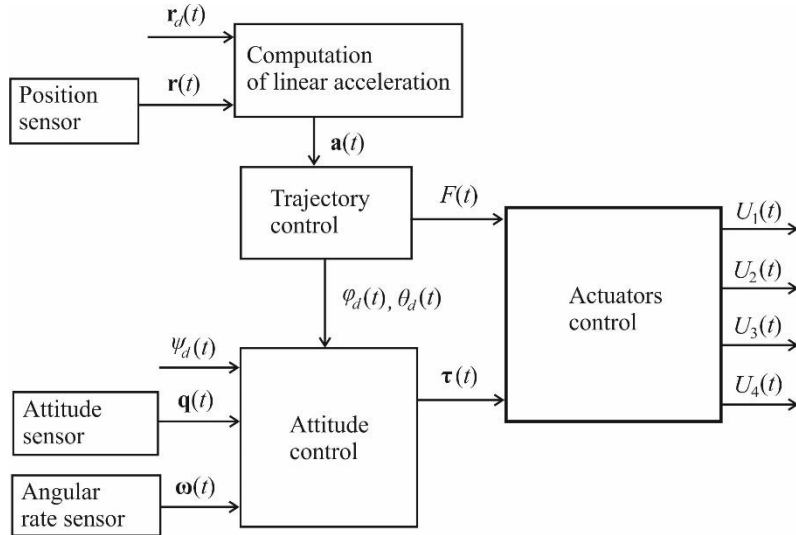 r_d(t)
Computation
of linear acceleration
Position
sensor
r(t)
a(t)
Trajectory
control
F(t)
φ_d(t), θ_d(t)
Actuators
control
U_1(t)
U_2(t)
U_3(t)
U_4(t)
ψ_d(t)
Attitude
sensor
q(t)
Attitude
control
τ(t)
Angular
rate sensor
ω(t)